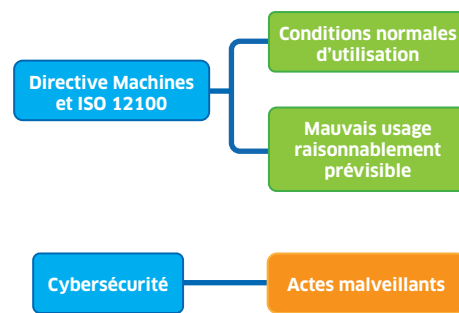 Conditions normales
d'utilisation
Directive Machines
et ISO 12100
Mauvais usage
raisonnablement
prévisible
Cybersécurité
Actes malveillants